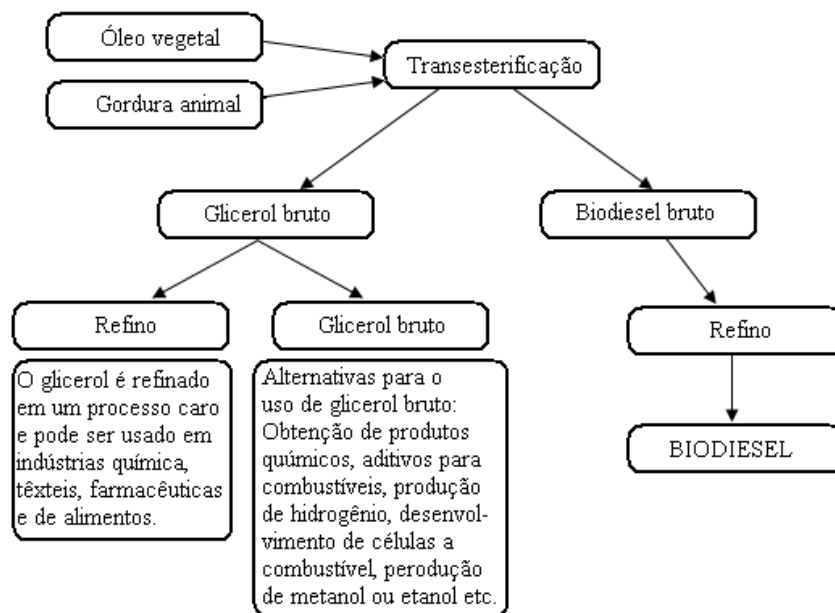 Óleo vegetal
Gordura animal
Transesterificação
Glicerol bruto
Biodiesel bruto
Refino
Glicerol bruto
Refino
O glicerol é refinado
em um processo caro
e pode ser usado em
indústrias química,
têxteis, farmacêuticas
e de alimentos.
Alternativas para o
uso de glicerol bruto:
Obtenção de produtos
quúmicos, aditivos para
combustíveis, produção
de hidrogênio, desenvol-
vimento de células a
combustível, perodução
de metanol ou etanol etc.
BIODIESEL